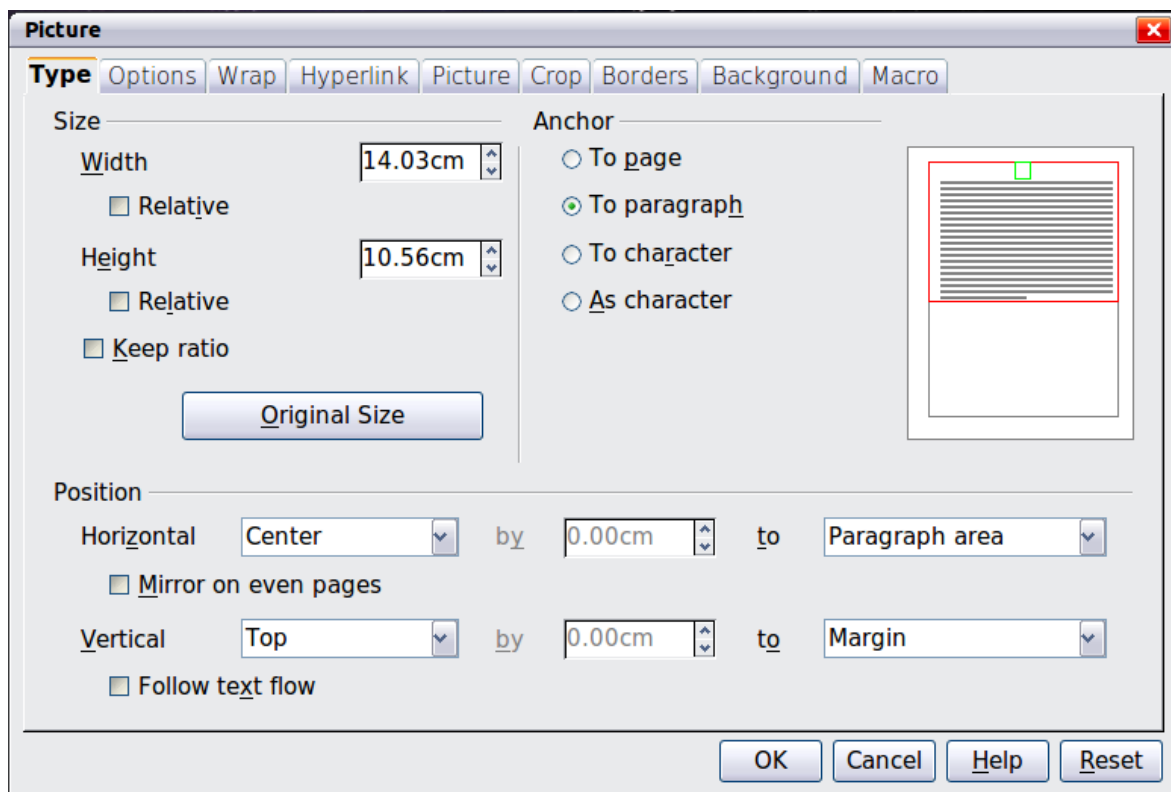 Picture
Type Options Wrap Hyperlink Picture Crop Borders Background Macro
Size
Width 14.03cm
Relative
Height 10.56cm
Relative
Keep ratio
Original Size
Anchor
To page
To paragraph
To character
As character
Position
Horizontal Center by 0.00cm to Paragraph area
Mirror on even pages
Vertical Top by 0.00cm to Margin
Follow text flow
OK Cancel Help Reset